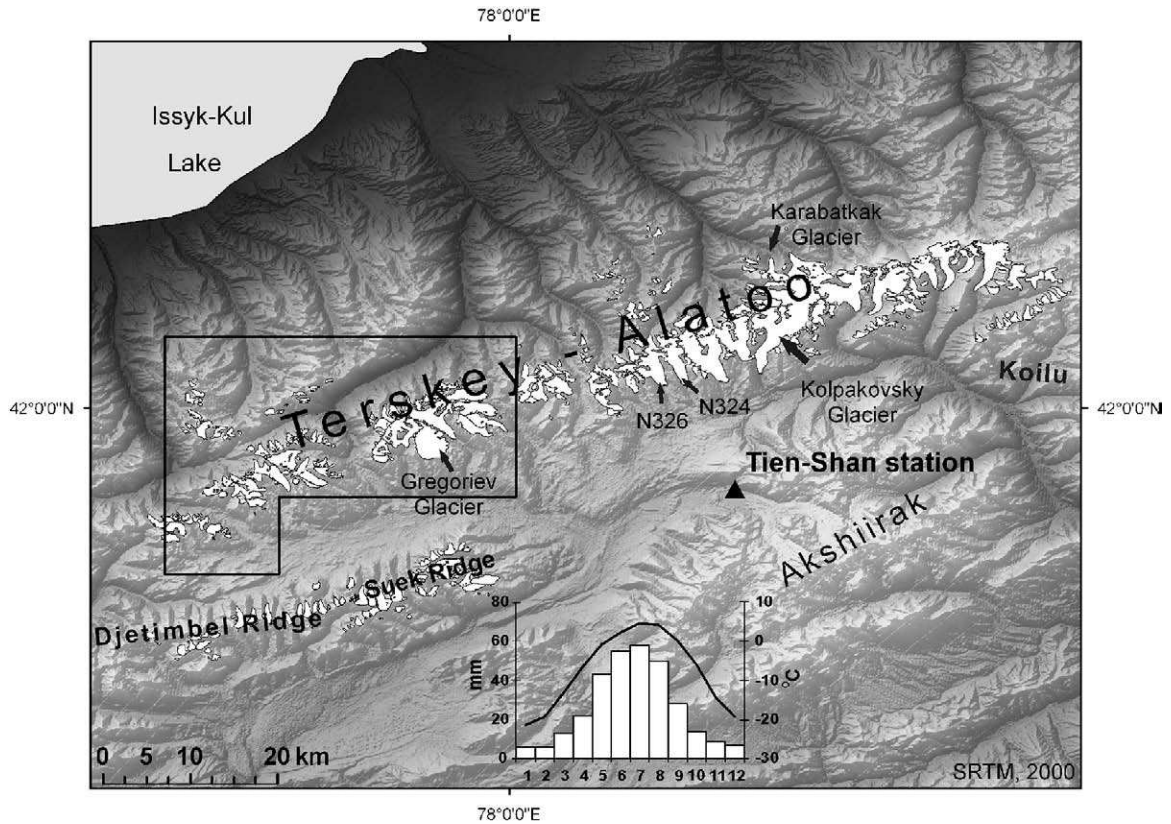 78°0'0"E
Issyk-Kul
Lake
Karabatkak
Glacier
Terskey - Alatoo
Koilu
Kolpakovsky
Glacier
42°0'0"N
42°0'0"N
N326
N324
Tien-Shan station
Gregoriev
Glacier
Akshiirak
Suek Ridge
Djetimbel Ridge
80
60
80
20
0
mm
10
0
-10
-20
-30
°C
1 2 3 4 5 6 7 8 9 10 11 12
0 5 10 20 km
SRTM, 2000
78°0'0"E